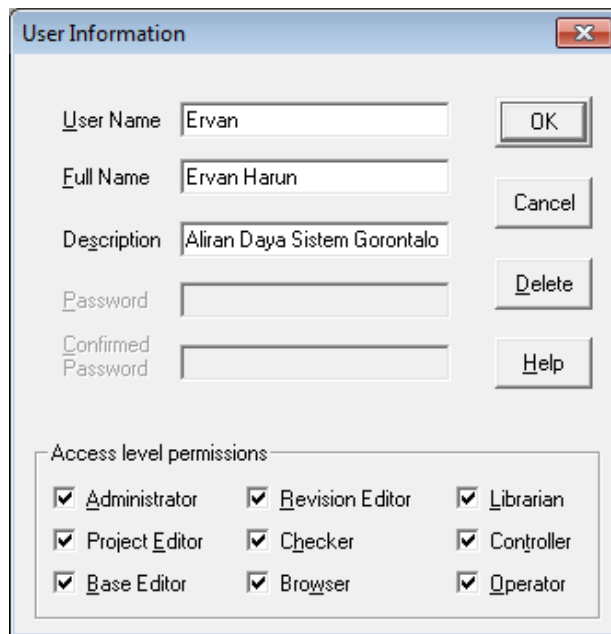 User Information
User Name Ervan
OK
Full Name Ervan Harun
Cancel
Description Aliran Daya Sistem Gorontalo
Delete
Password
Confirmed
Password
Help
Access level permissions
Administrator Revision Editor Librarian
Project Editor Checker Controller
Base Editor Browser Operator